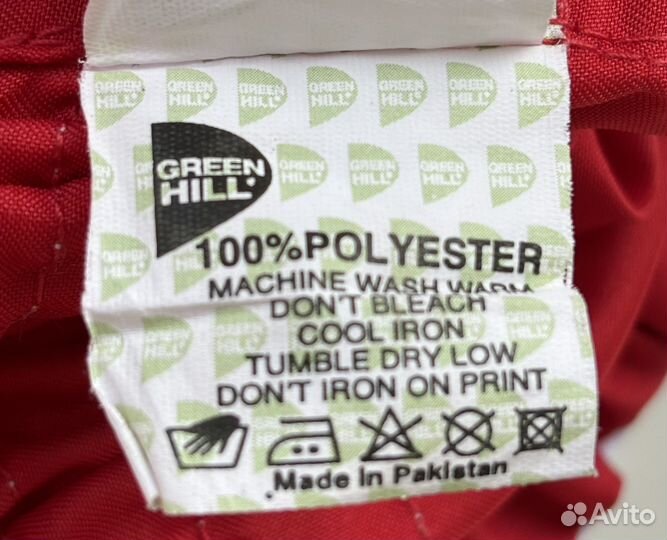 GREEN
HILL
100%POLYESTER
MACHINE WASH WARM
DON'T BLEACH
COOL IRON
TUMBLE DRY LOW
DON'T IRON ON PRINT
Made In Pakistan
Avito